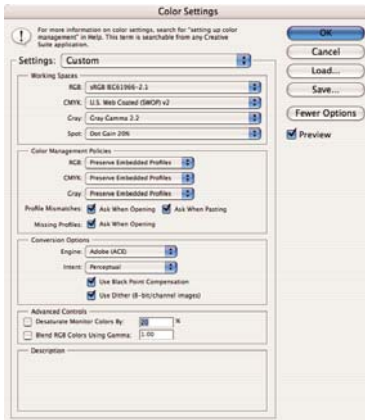 Color Settings
For more information on color settings, search for "setting up color
management" in Help. This term is searchable from any Creative
Suite application.
OK
Cancel
Load...
Save...
Fewer Options
Preview
Settings: Custom
Working Spaces
RGB: sRGB IEC61966-2.1
CMYK: U.S. Web Coated (SWOP) v2
Gray: Gray Gamma 2.2
Spot: Dot Gain 20%
Color Management Policies
RGB: Preserve Embedded Profiles
CMYK: Preserve Embedded Profiles
Gray: Preserve Embedded Profiles
Profile Mismatches: Ask When Opening Ask When Pasting
Missing Profiles: Ask When Opening
Conversion Options
Engine: Adobe (ACE)
Intent: Perceptual
Use Black Point Compensation
Use Dither (8-bit/channel images)
Advanced Controls
Desaturate Monitor Colors By: 20 %
Blend RGB Colors Using Gamma: 1.00
Description